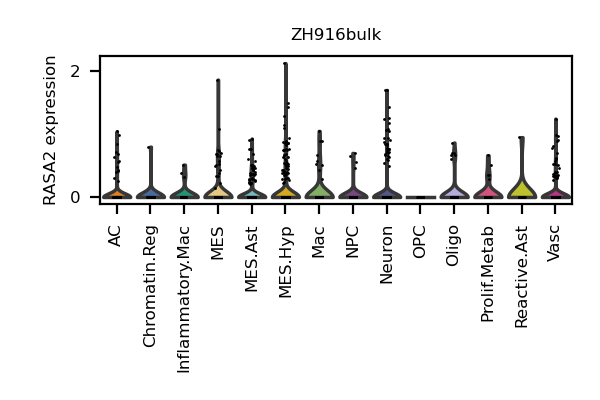 ZH916bulk
RASA2 expression
2
0
AC
Chromatin.Reg
Inflammatory.Mac
MES
MES.Ast
MES.Hyp
Mac
NPC
Neuron
OPC
Oligo
Prolif.Metab
Reactive.Ast
Vasc